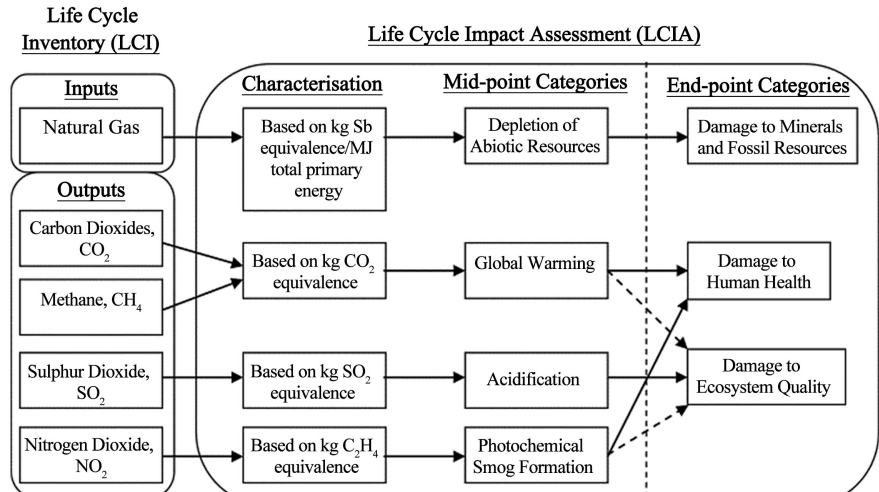 Life Cycle
Inventory (LCI)
Life Cycle Impact Assessment (LCIA)
Inputs
Characterisation
Mid-point Categories
End-point Categories
Natural Gas
Based on kg Sb
equivalence/MJ
total primary
energy
Depletion of
Abiotic Resources
Damage to Minerals
and Fossil Resources
Outputs
Carbon Dioxides,
CO₂
Methane, CH₄
Based on kg CO₂
equivalence
Global Warming
Damage to
Human Health
Sulphur Dioxide,
SO₂
Based on kg SO₂
equivalence
Acidification
Damage to
Ecosystem Quality
Nitrogen Dioxide,
NO₂
Based on kg C₂H₄
equivalence
Photochemical
Smog Formation